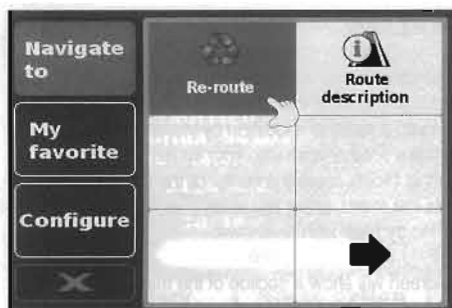 Navigate
to
My
favorite
Configure
Re-route
Route
description